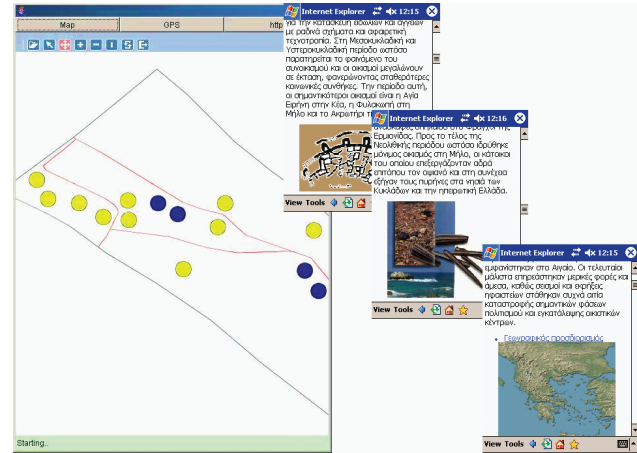 Map
GPS
http
Starting..
Internet Explorer 12:15
για την κατασκευή ειδωλίων και αγγείων
με ραδινά σχήματα και αφαιρετική
τεχνοτροπία. Στη Μεσοκυκλαδική και
Υστεροκυκλαδική περίοδο ωστόσο
παρατηρείται το φαινόμενο του
συνοικισμού και οι οικισμοί μεγαλώνουν
σε έκταση, φανερώνοντας σταθερότερες
κοινωνικές συνθήκες. Την περίοδο αυτή,
οι σημαντικότεροι οικισμοί είναι η Αγία
Ειρήνη στην Κέα, η Φυλακωπή στη
Μήλο και το Ακρωτήρι
View Tools
Internet Explorer 12:16
Ερμιονίδας. Προς το τέλος της
Νεολιθικής περιόδου ωστόσο ιδρύθηκε
μόνιμος οικισμός στη Μήλο, οι κάτοικοι
του οποίου επεξεργάζονταν αδρά
επιτόπου τον οψιανό και στη συνέχεια
εξήγαν τους πυρήνες στα νησιά των
Κυκλάδων και την ηπειρωτική Ελλάδα.
View Tools
Internet Explorer 12:15
εμφανίστηκαν στο Αιγαίο. Οι τελευταίοι
μάλιστα επηρεάστηκαν μερικές φορές και
άμεσα, καθώς σεισμοί και εκρήξεις
ηφαιστείων στάθηκαν συχνά αιτία
καταστροφής σημαντικών φάσεων
πολιτισμού και εγκατάλειψης οικιστικών
κέντρων.
Γεωγραφικός προσδιορισμός
View Tools